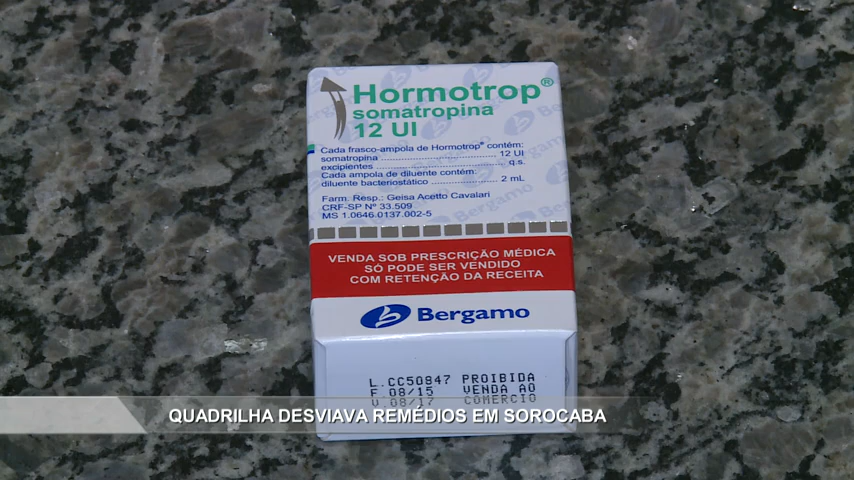 Hormotrop®
somatropina
12 UI
Cada frasco-ampola de Hormotrop® contém:
somatropina ........................................ 12 UI
excipientes ........................................ q.s.
Cada ampola de diluente contém:
diluente bacteriostático .................... 2 mL
Farm. Resp.: Geisa Acetto Cavalari
CRF-SP Nº 33.509
MS 1.0646.0137.002-5
VENDA SOB PRESCRIÇÃO MÉDICA
SÓ PODE SER VENDIDO
COM RETENÇÃO DA RECEITA
Bergamo
L.CC50847 PROIBIDA
F.08/15 VENDA AO
V.08/17 COMERCIO
QUADRILHA DESVIAVA REMÉDIOS EM SOROCABA